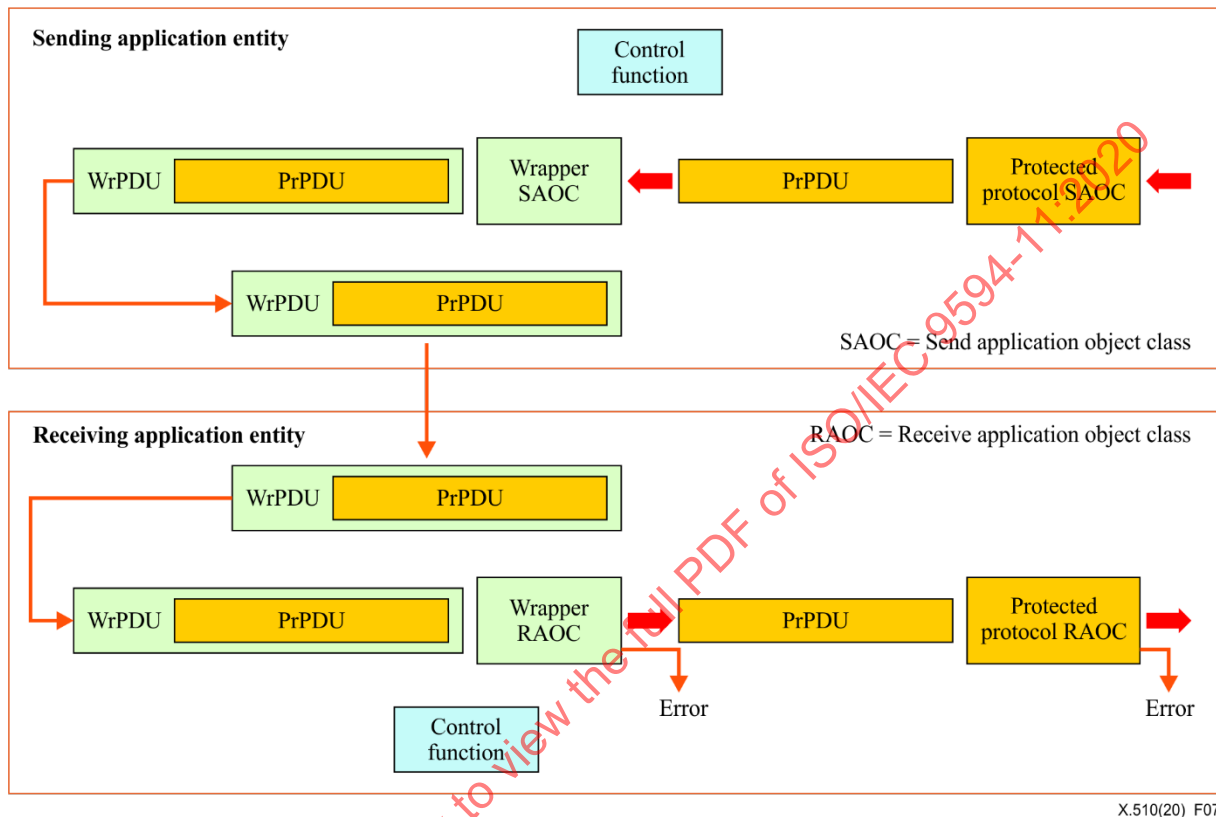 Sending application entity
Control
function
WrPDU
PrPDU
Wrapper
SAOC
PrPDU
Protected
protocol SAOC
WrPDU
PrPDU
SAOC = Send application object class
Receiving application entity
RAOC = Receive application object class
WrPDU
PrPDU
WrPDU
PrPDU
Wrapper
RAOC
PrPDU
Protected
protocol RAOC
Error
Error
Control
function
X.510(20)_F07
to view the full PDF of ISO/IEC 9594-11:2020